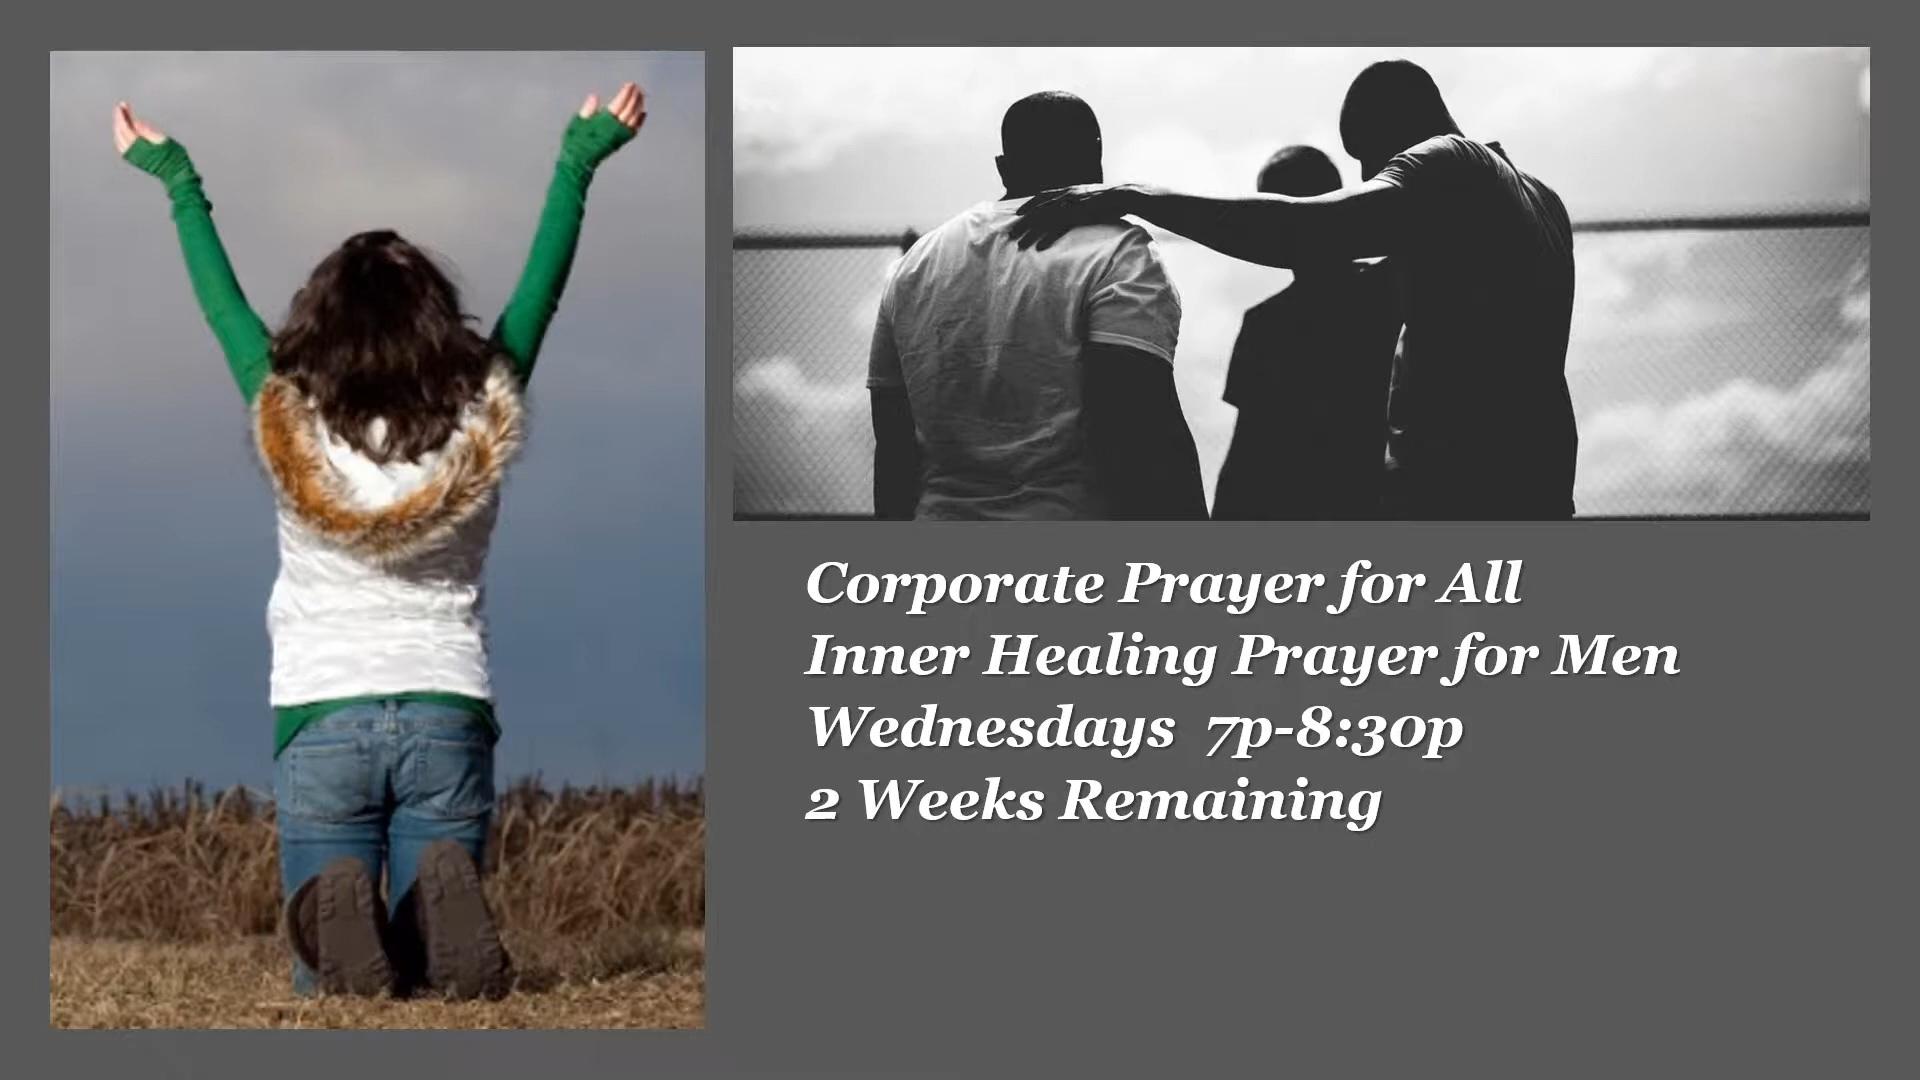 Corporate Prayer for All
Inner Healing Prayer for Men
Wednesdays  7p-8:30p
2 Weeks Remaining